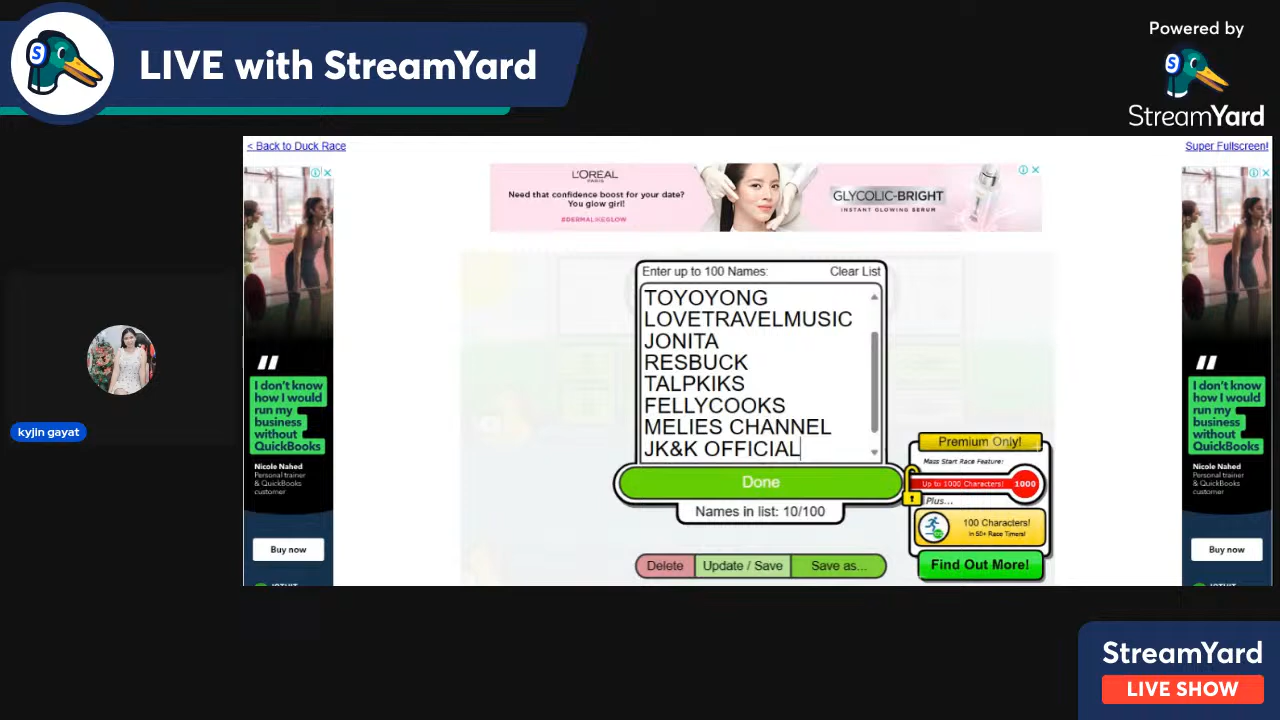 S
LIVE with StreamYard
Powered by
S
StreamYard
< Back to Duck Race
Super Fullscreen!
L'ORÉAL
PARIS
Need that confidence boost for your date?
You glow girl!
#DERMALIKEGLOW
GLYCOLIC-BRIGHT
INSTANT GLOWING SERUM
Enter up to 100 Names:
Clear List
TOYOYONG
LOVETRAVELMUSIC
JONITA
RESBUCK
TALPKIKS
FELLYCOOKS
MELIES CHANNEL
JK&K OFFICIAL
Done
Names in list: 10/100
Delete
Update / Save
Save as...
Premium Only!
Mass Start Race Feature:
Up to 1000 Characters!
1000
Plus...
100 Characters!
in 50+ Race Timers!
Find Out More!
I don't know
how I would
run my
business
without
QuickBooks
Nicole Nahed
Personal trainer
& QuickBooks
customer
Buy now
I don't know
how I would
run my
business
without
QuickBooks
Nicole Nahed
Personal trainer
& QuickBooks
customer
Buy now
kyjin gayat
StreamYard
LIVE SHOW